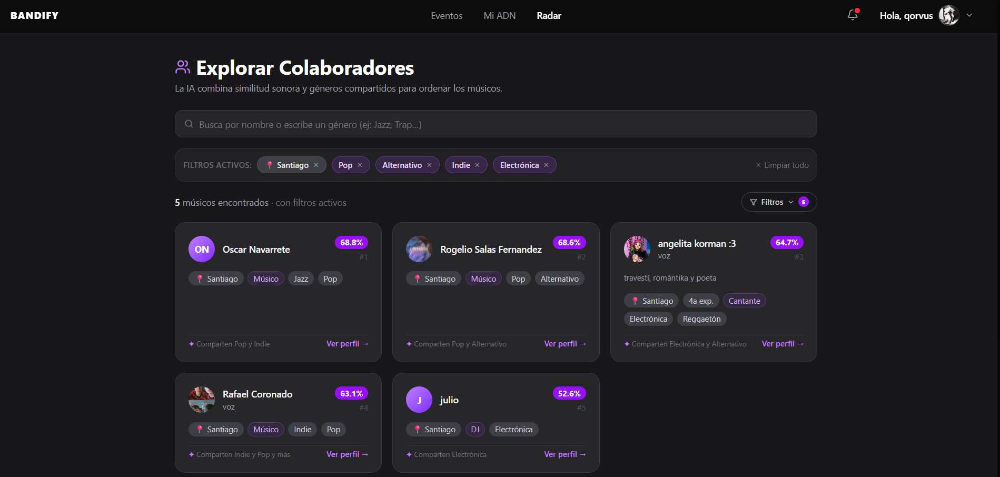 BANDIFY
Eventos Mi ADN Radar
Hola, qorvus
Explorar Colaboradores
La IA combina similitud sonora y géneros compartidos para ordenar los músicos.
Busca por nombre o escribe un género (ej: Jazz, Trap...)
FILTROS ACTIVOS: 📍 Santiago × Pop × Alternativo × Indie × Electrónica × × Limpiar todo
5 músicos encontrados · con filtros activos
Filtros 5
ON Oscar Navarrete 68.8%
#1
📍 Santiago Músico Jazz Pop
✦ Comparten Pop y Indie Ver perfil →
Rogelio Salas Fernandez 68.6%
#2
📍 Santiago Músico Pop Alternativo
✦ Comparten Pop y Alternativo Ver perfil →
angelita korman :3 64.7%
voz #3
travestí, romántika y poeta
📍 Santiago 4a exp. Cantante
Electrónica Reggaetón
✦ Comparten Electrónica y Alternativo Ver perfil →
Rafael Coronado 63.1%
voz #4
📍 Santiago Músico Indie Pop
✦ Comparten Indie y Pop y más Ver perfil →
J julio 52.6%
#5
📍 Santiago DJ Electrónica
✦ Comparten Electrónica Ver perfil →